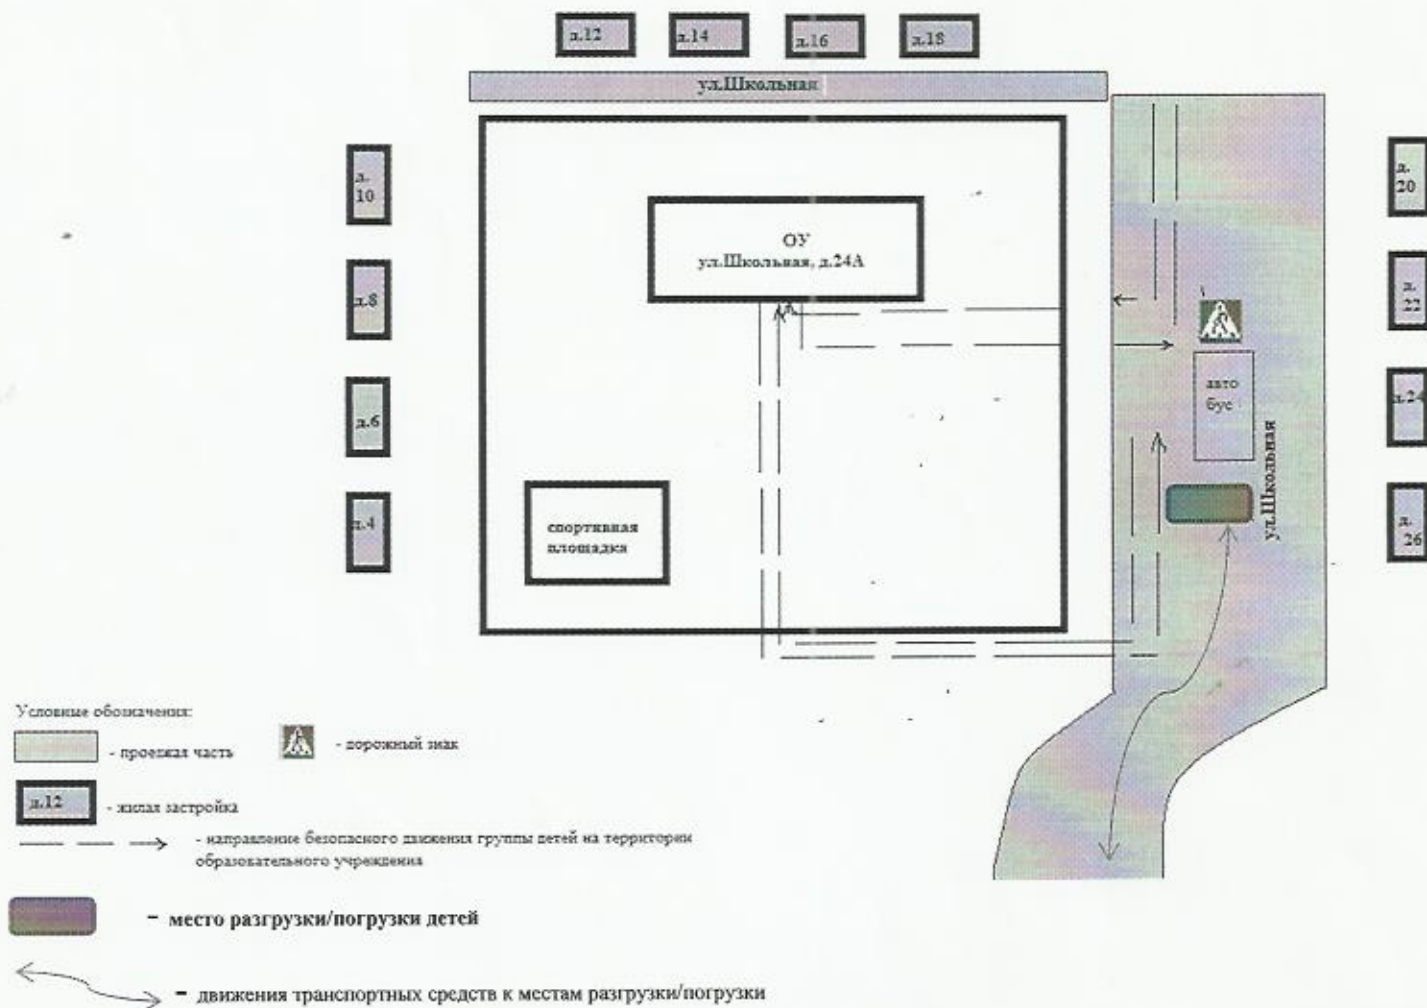 д.12
д.14
д.16
д.18
ул.Школьная
д.
10
д.
20
ОУ
ул.Школьная, д.24А
д.8
д.
22
авто
бус
д.24
д.6
ул.Школьная
д.4
спортивная
площадка
д.
26
Условные обозначения:
- проезжая часть
- дорожный знак
д.12
- жилая застройка
- направление безопасного движения группы детей на территории
образовательного учреждения
- место разгрузки/погрузки детей
- движения транспортных средств к местам разгрузки/погрузки